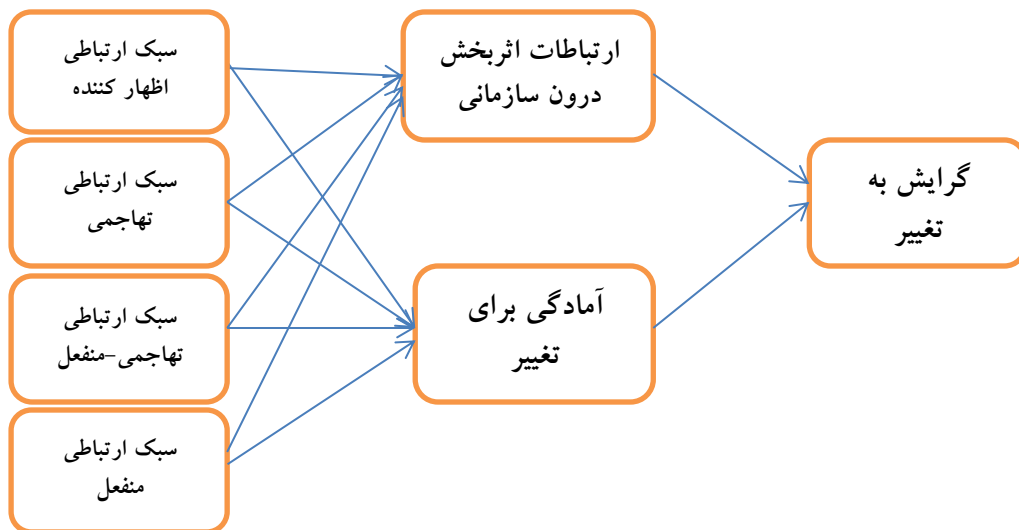 سبک ارتباطی
اظهار کننده
سبک ارتباطی
تهاجمی
سبک ارتباطی
تهاجمی-منفعل
سبک ارتباطی
منفعل
ارتباطات اثربخش
درون سازمانی
آمادگی برای
تغییر
گرایش به
تغییر